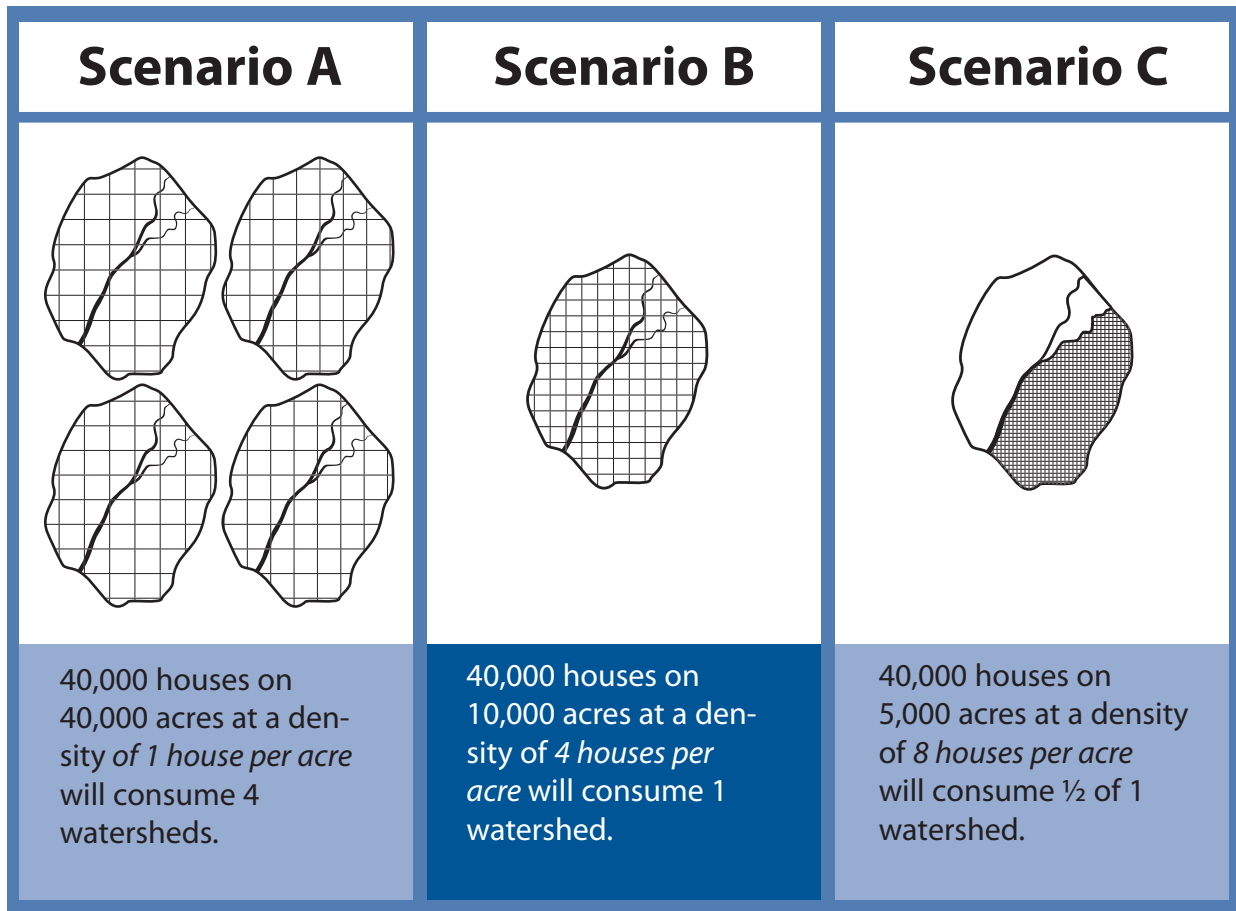 Scenario A
Scenario B
Scenario C
40,000 houses on
40,000 acres at a den-
sity of 1 house per acre
will consume 4
watersheds.
40,000 houses on
10,000 acres at a den-
sity of 4 houses per
acre will consume 1
watershed.
40,000 houses on
5,000 acres at a density
of 8 houses per acre
will consume ½ of 1
watershed.